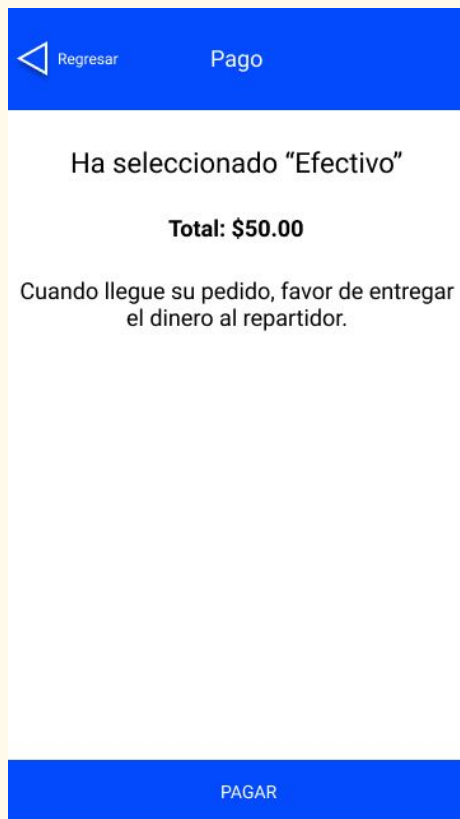 Regresar
Pago
Ha seleccionado “Efectivo”
Total: $50.00
Cuando llegue su pedido, favor de entregar
el dinero al repartidor.
PAGAR